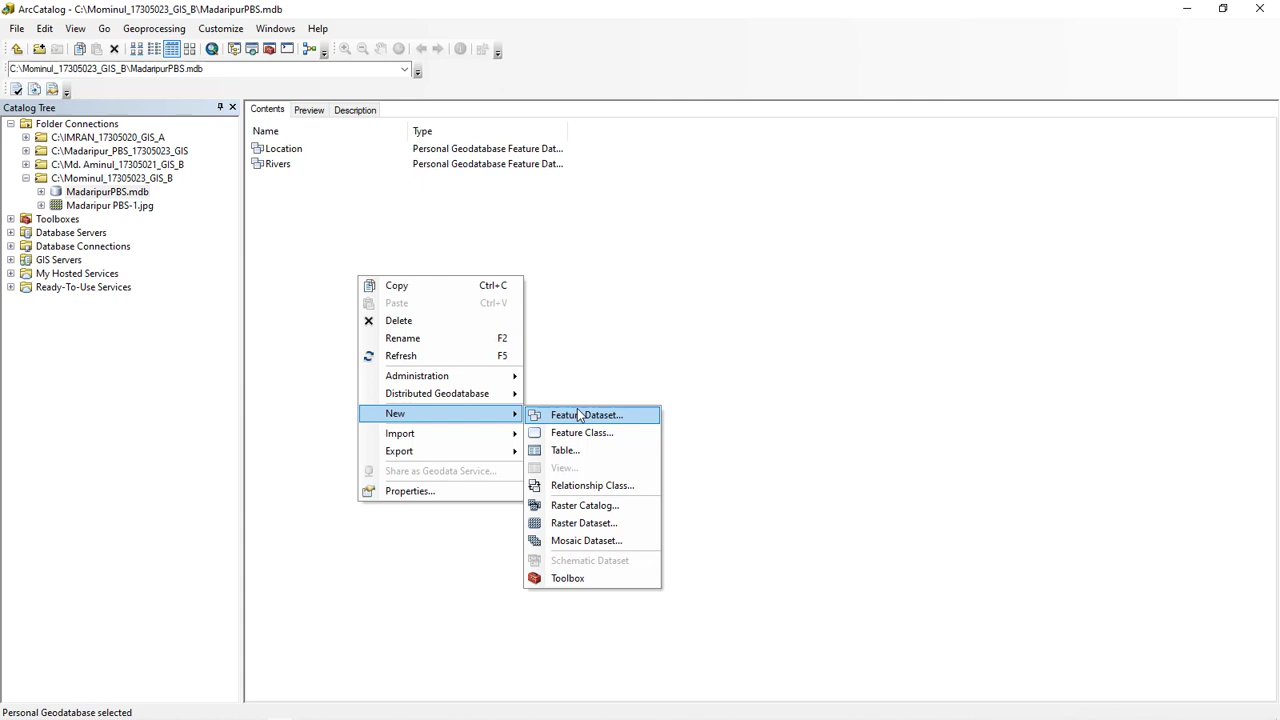 ArcCatalog - C:\Mominul_17305023_GIS_B\MadaripurPBS.mdb
File Edit View Go Geoprocessing Customize Windows Help
C:\Mominul_17305023_GIS_B\MadaripurPBS.mdb
Catalog Tree
Folder Connections
C:\IMRAN_17305020_GIS_A
C:\Madaripur_PBS_17305023_GIS
C:\Md. Aminul_17305021_GIS_B
C:\Mominul_17305023_GIS_B
MadaripurPBS.mdb
Madaripur PBS-1.jpg
Toolboxes
Database Servers
Database Connections
GIS Servers
My Hosted Services
Ready-To-Use Services
Contents Preview Description
Name Type
Location Personal Geodatabase Feature Dat...
Rivers Personal Geodatabase Feature Dat...
Copy Ctrl+C
Paste Ctrl+V
Delete
Rename F2
Refresh F5
Administration
Distributed Geodatabase
New
Import
Export
Share as Geodata Service...
Properties...
Feature Dataset...
Feature Class...
Table...
View...
Relationship Class...
Raster Catalog...
Raster Dataset...
Mosaic Dataset...
Schematic Dataset
Toolbox
Personal Geodatabase selected